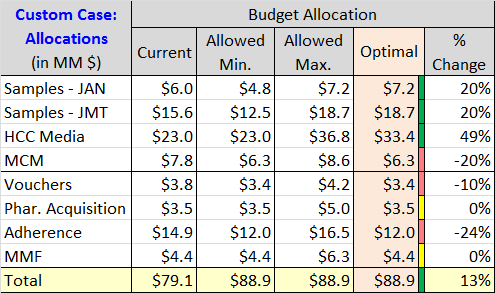 Custom Case: Budget Allocation
Allocations Current Allowed Allowed Optimal %
(in MM $) Min. Max. Change
Samples - JAN $6.0 $4.8 $7.2 $7.2 20%
Samples - JMT $15.6 $12.5 $18.7 $18.7 20%
HCC Media $23.0 $23.0 $36.8 $33.4 49%
MCM $7.8 $6.3 $8.6 $6.3 -20%
Vouchers $3.8 $3.4 $4.2 $3.4 -10%
Phar. Acquisition $3.5 $3.5 $5.0 $3.5 0%
Adherence $14.9 $12.0 $16.5 $12.0 -24%
MMF $4.4 $4.4 $6.3 $4.4 0%
Total $79.1 $88.9 $88.9 $88.9 13%